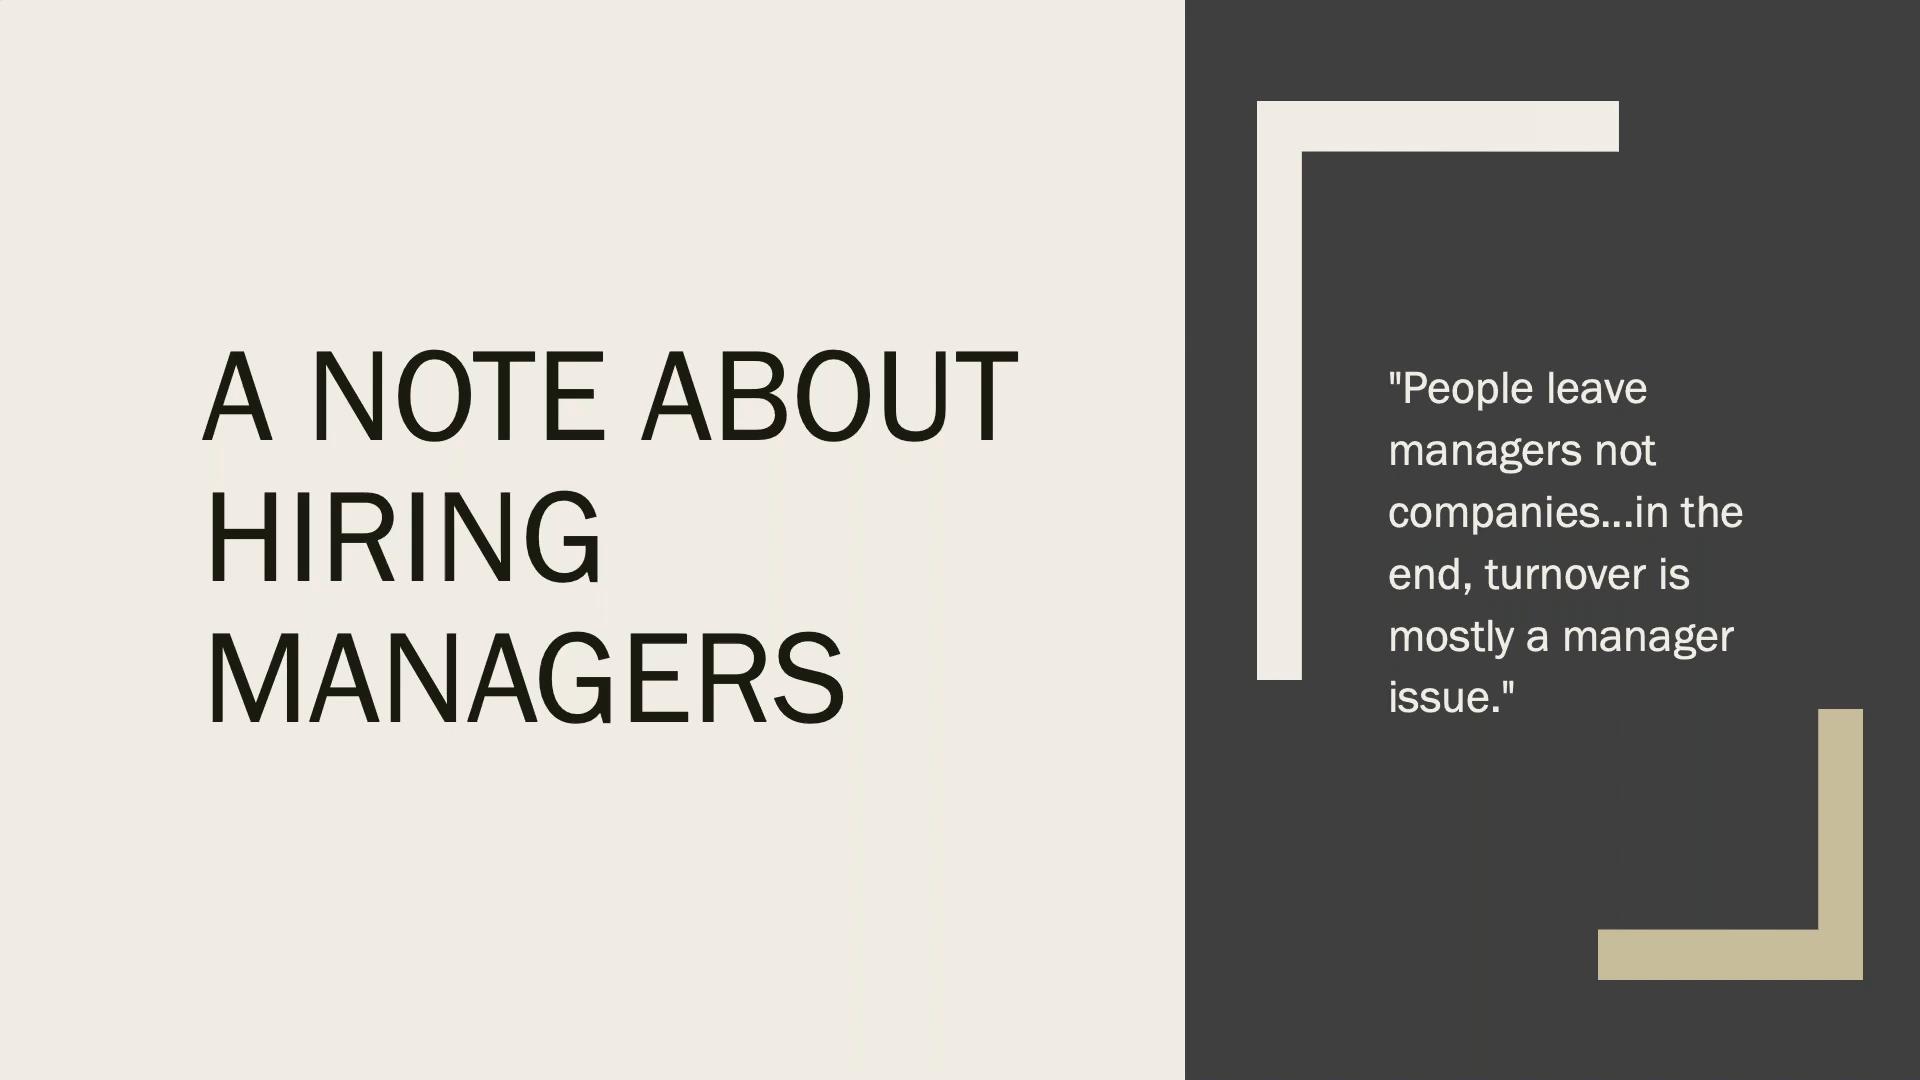 A NOTE ABOUT
HIRING
MANAGERS
"People leave
managers not
companies...in the
end, turnover is
mostly a manager
issue."